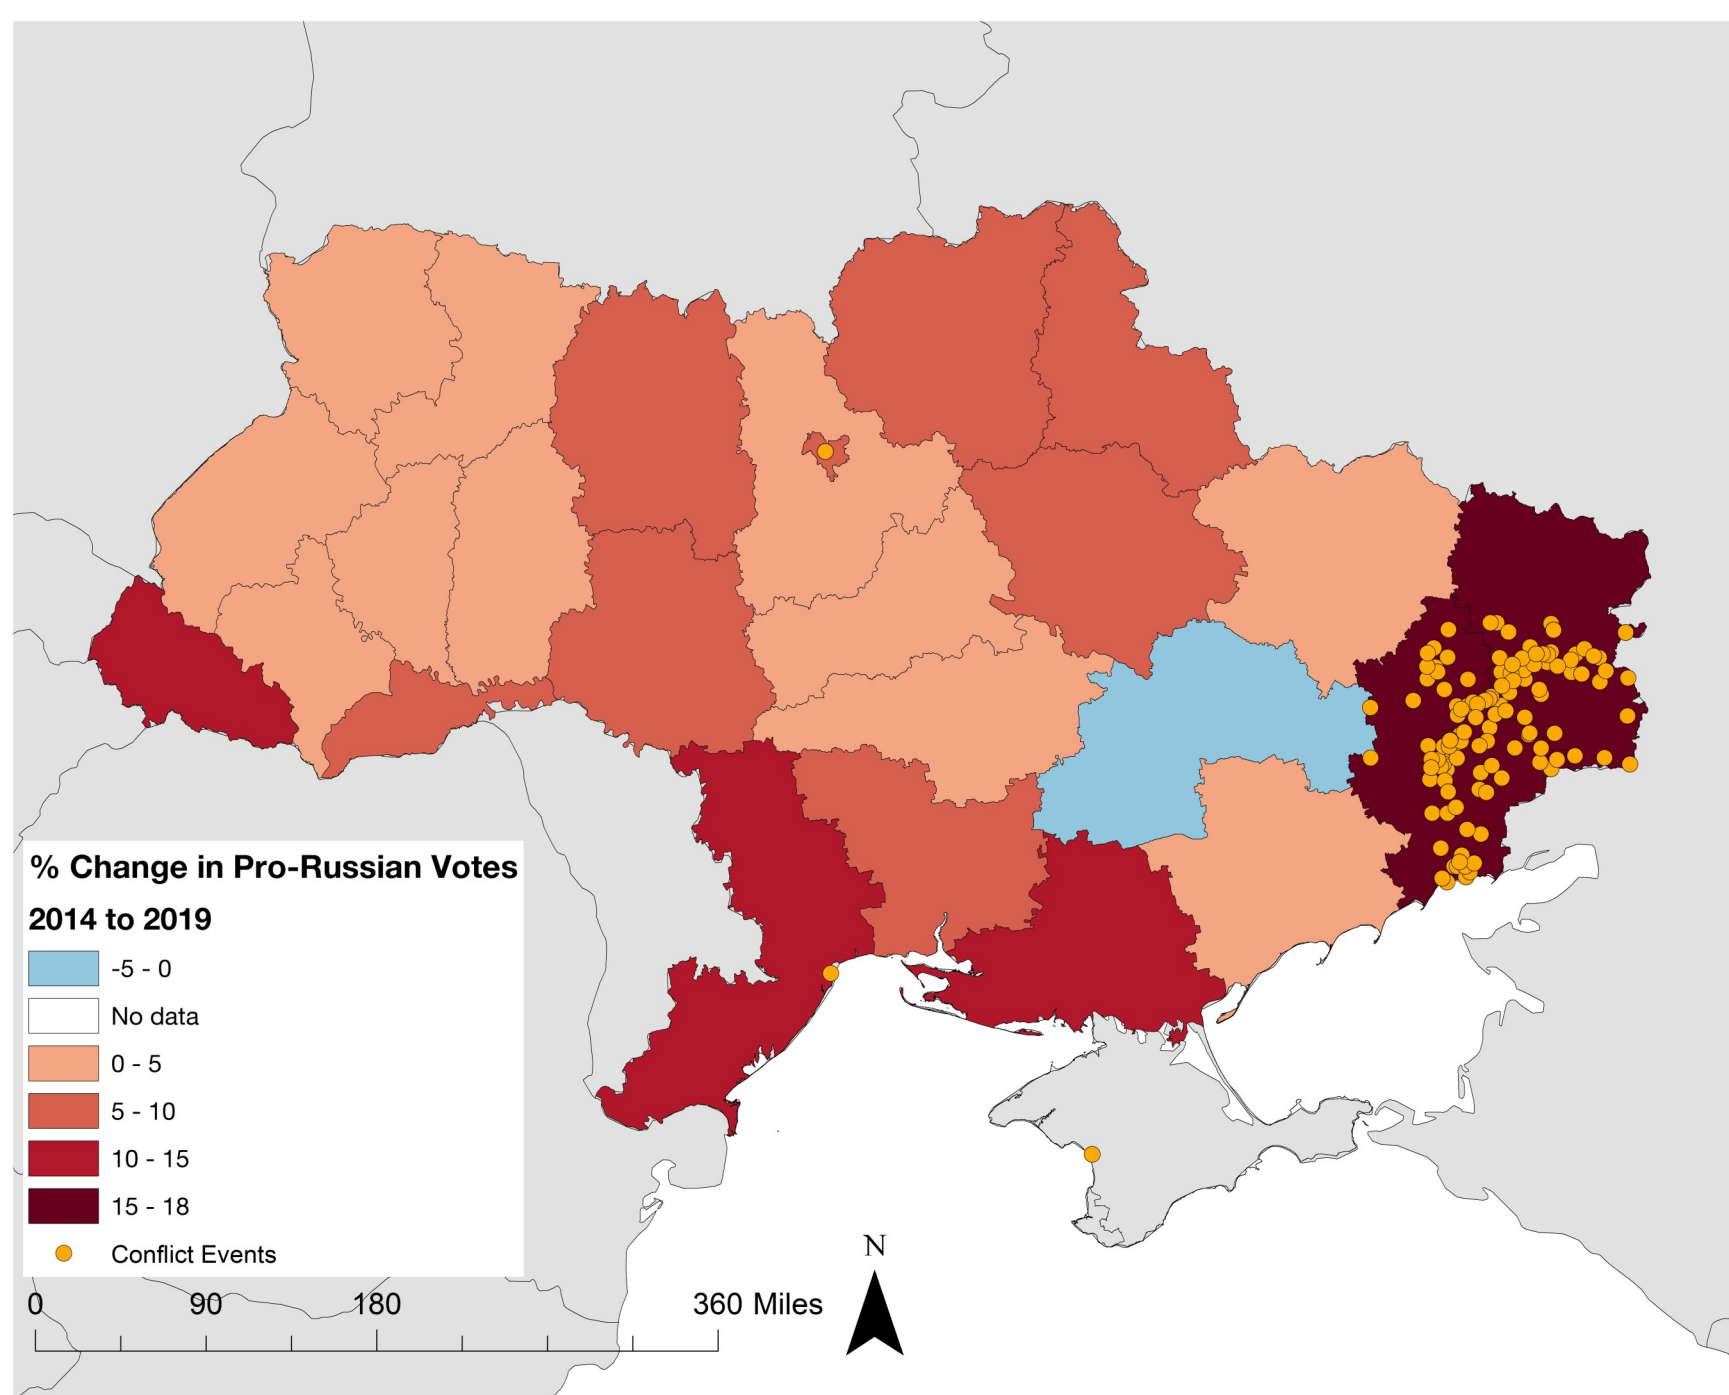 % Change in Pro-Russian Votes
2014 to 2019
-5 - 0
No data
0 - 5
5 - 10
10 - 15
15 - 18
Conflict Events
0 90 180 360 Miles
N